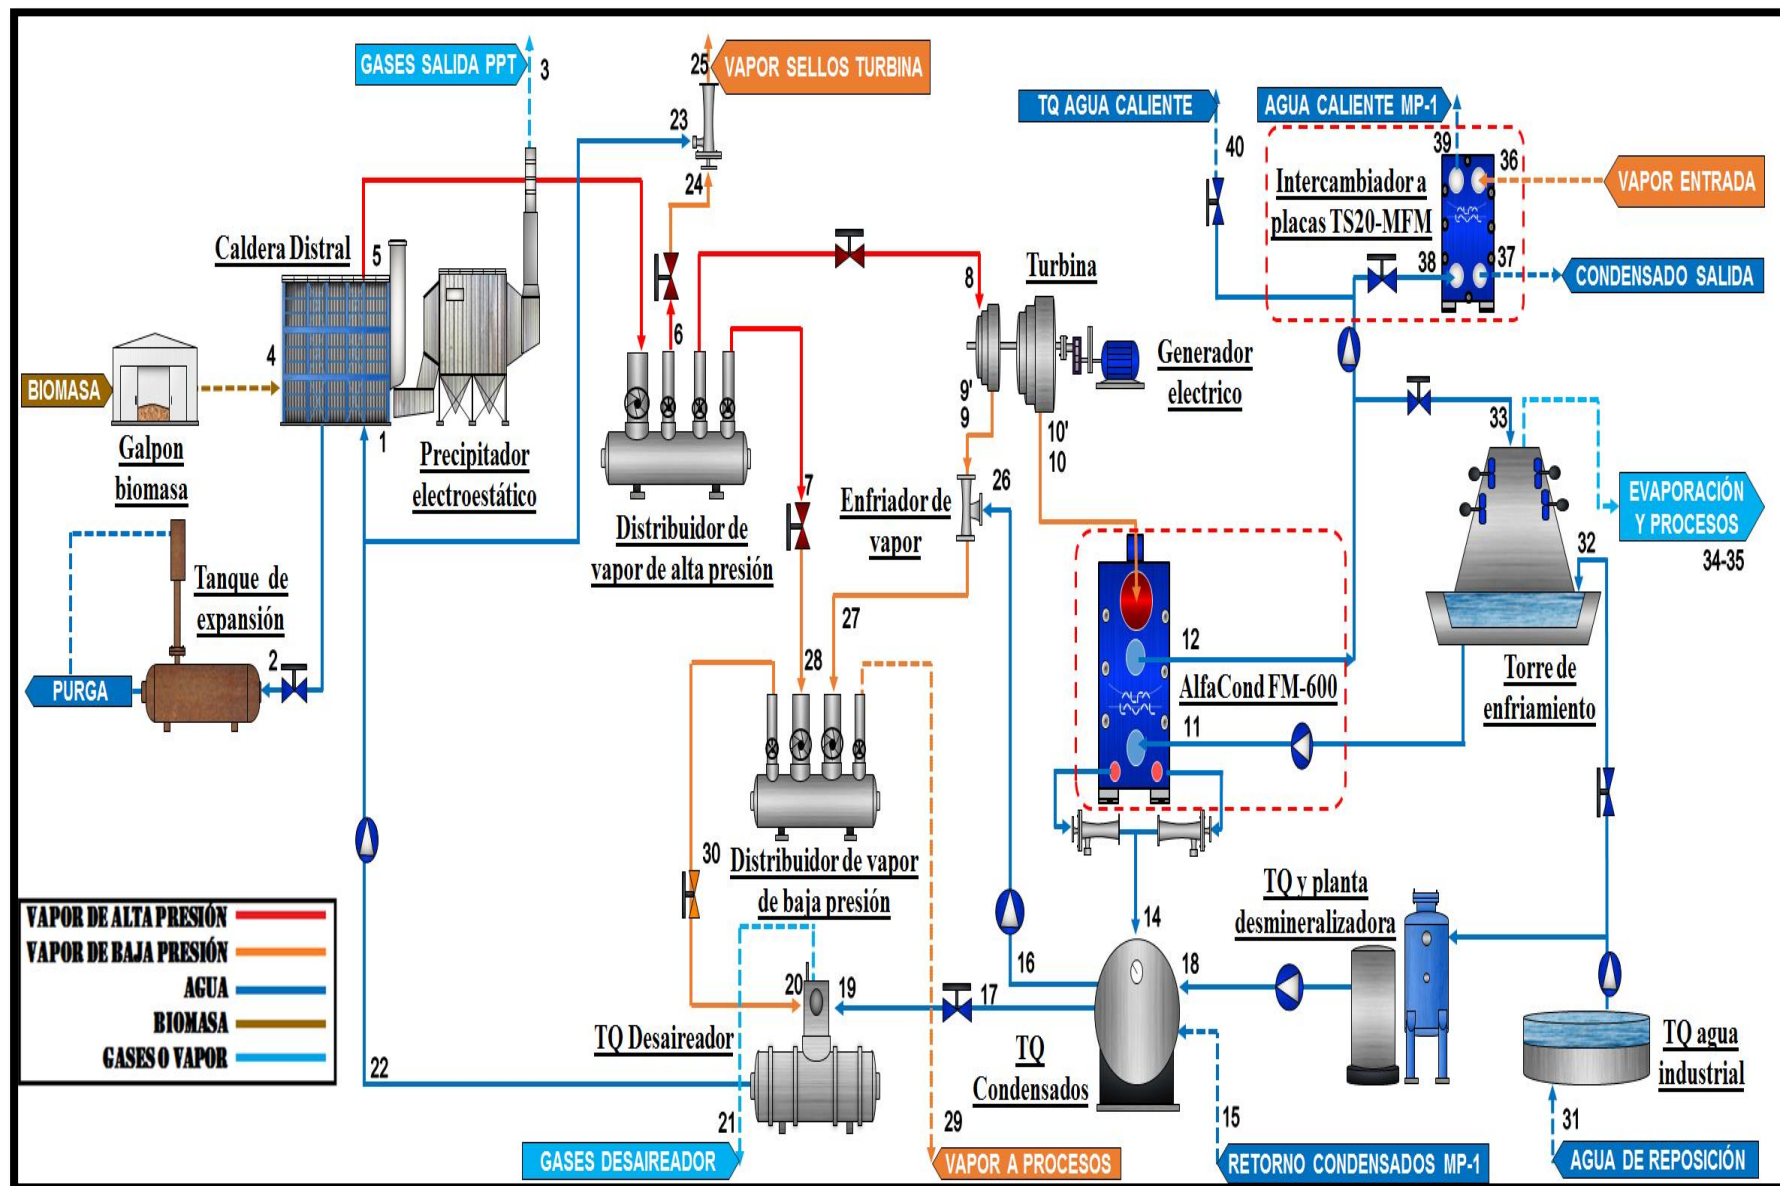 GASES SALIDA PPT
3
25
VAPOR SELLOS TURBINA
TQ AGUA CALIENTE
AGUA CALIENTE MP-1
23
24
40
39
36
Intercambiador a
placas TS20-MFM
VAPOR ENTRADA
38
37
CONDENSADO SALIDA
Caldera Distral
5
4
1
6
8
Turbina
Generador
electrico
9'
9
10'
10
BIOMASA
Galpon
biomasa
Precipitador
electroestático
33
7
26
Enfriador de
vapor
Distribuidor de
vapor de alta presión
EVAPORACIÓN
Y PROCESOS
34-35
32
Tanque de
expansión
2
PURGA
27
28
12
AlfaCond FM-600
11
ALFA
LAVAL
Torre de
enfriamiento
30
Distribuidor de vapor
de baja presión
TQ y planta
desmineralizadora
VAPOR DE ALTA PRESIÓN
VAPOR DE BAJA PRESIÓN
AGUA
BIOMASA
GASES O VAPOR
14
16
17
18
19
20
TQ Desaireador
TQ
Condensados
TQ agua
industrial
22
21
29
15
31
GASES DESAIREADOR
VAPOR A PROCESOS
RETORNO CONDENSADOS MP-1
AGUA DE REPOSICIÓN